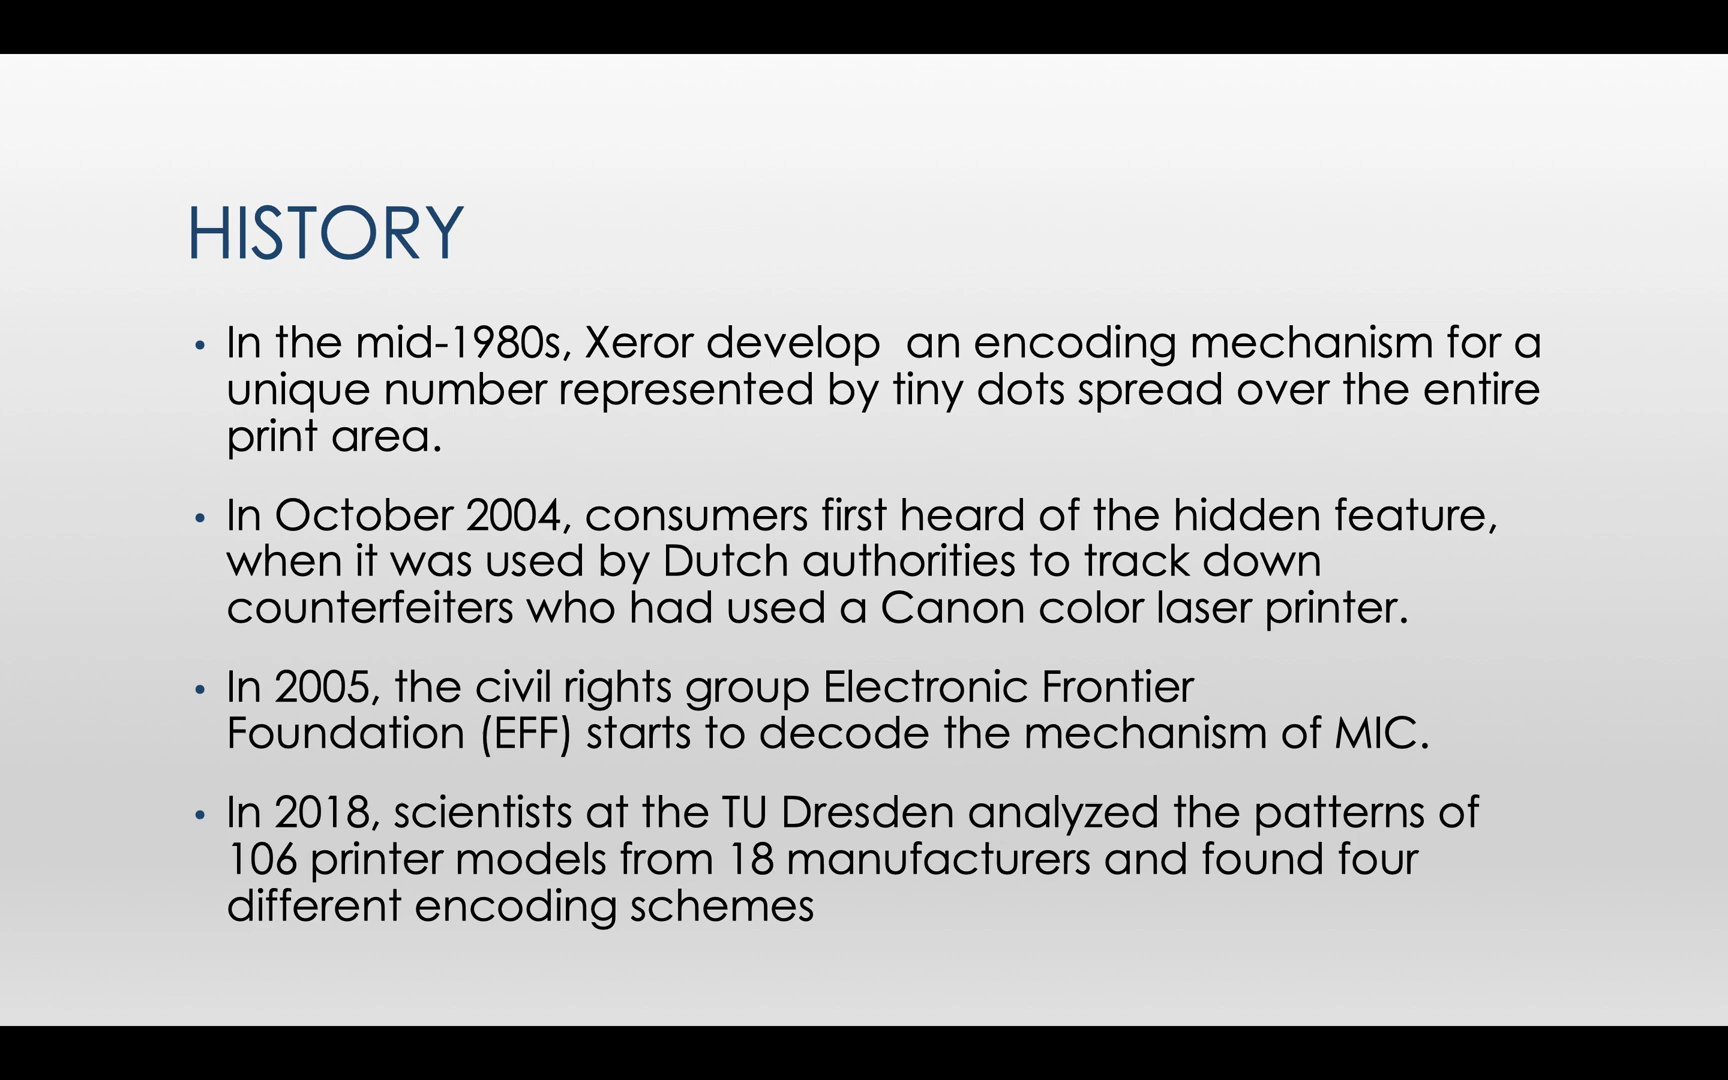 HISTORY
• In the mid-1980s, Xeror develop  an encoding mechanism for a
unique number represented by tiny dots spread over the entire
print area.
• In October 2004, consumers first heard of the hidden feature,
when it was used by Dutch authorities to track down
counterfeiters who had used a Canon color laser printer.
• In 2005, the civil rights group Electronic Frontier
Foundation (EFF) starts to decode the mechanism of MIC.
• In 2018, scientists at the TU Dresden analyzed the patterns of
106 printer models from 18 manufacturers and found four
different encoding schemes